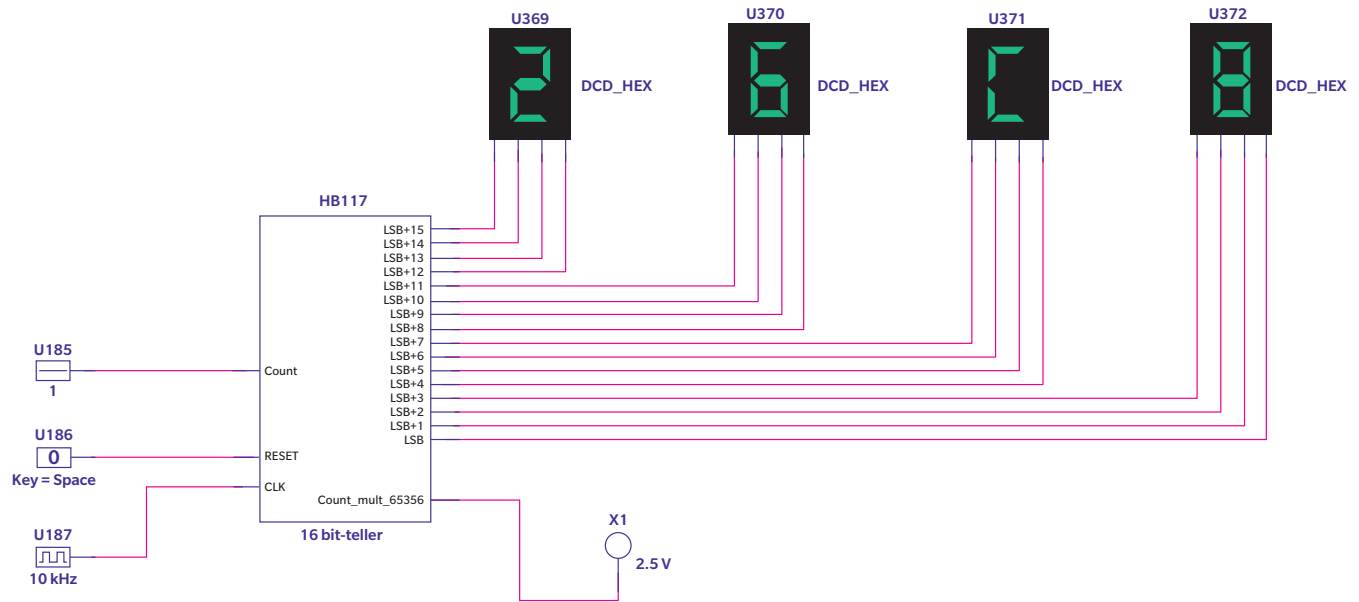 U369
U370
U371
U372
2
6
C
8
DCD_HEX
DCD_HEX
DCD_HEX
DCD_HEX
HB117
LSB+15
LSB+14
LSB+13
LSB+12
LSB+11
LSB+10
LSB+9
LSB+8
LSB+7
LSB+6
LSB+5
LSB+4
LSB+3
LSB+2
LSB+1
LSB
U185
1
Count
U186
0
Key = Space
RESET
CLK
Count_mult_65356
16 bit-teller
U187
10 kHz
X1
2.5 V